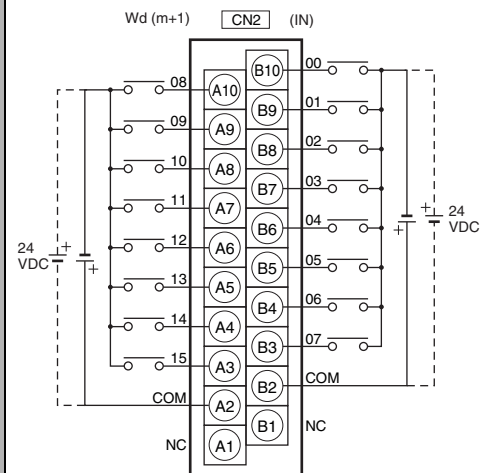 Wd (m+1) CN2 (IN)
B10 00
08 A10
B9 01
09 A9
B8 02
10 A8
B7 03
11 A7
B6 04
12 A6
B5 05
13 A5
B4 06
14 A4
B3 07
15 A3
B2 COM
COM A2
B1 NC
NC A1
24
VDC
+
+
+
+
24
VDC